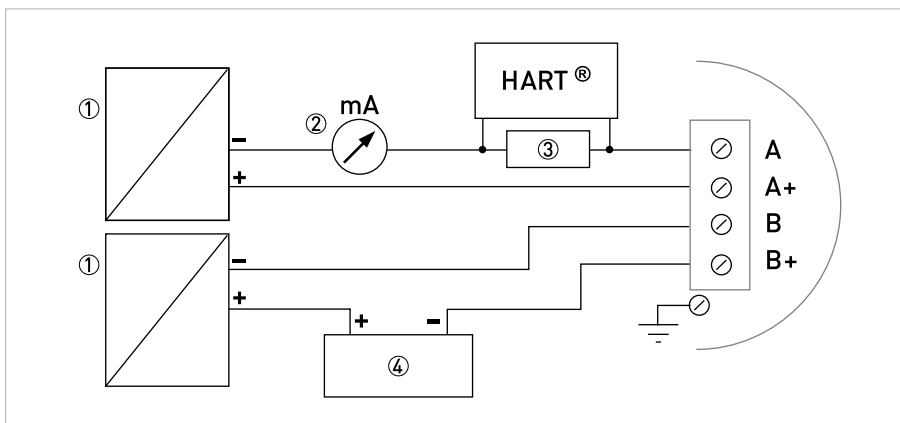 HART ®
mA
①
②
−
③
A
+
A+
B
①
−
B+
+
+
−
④